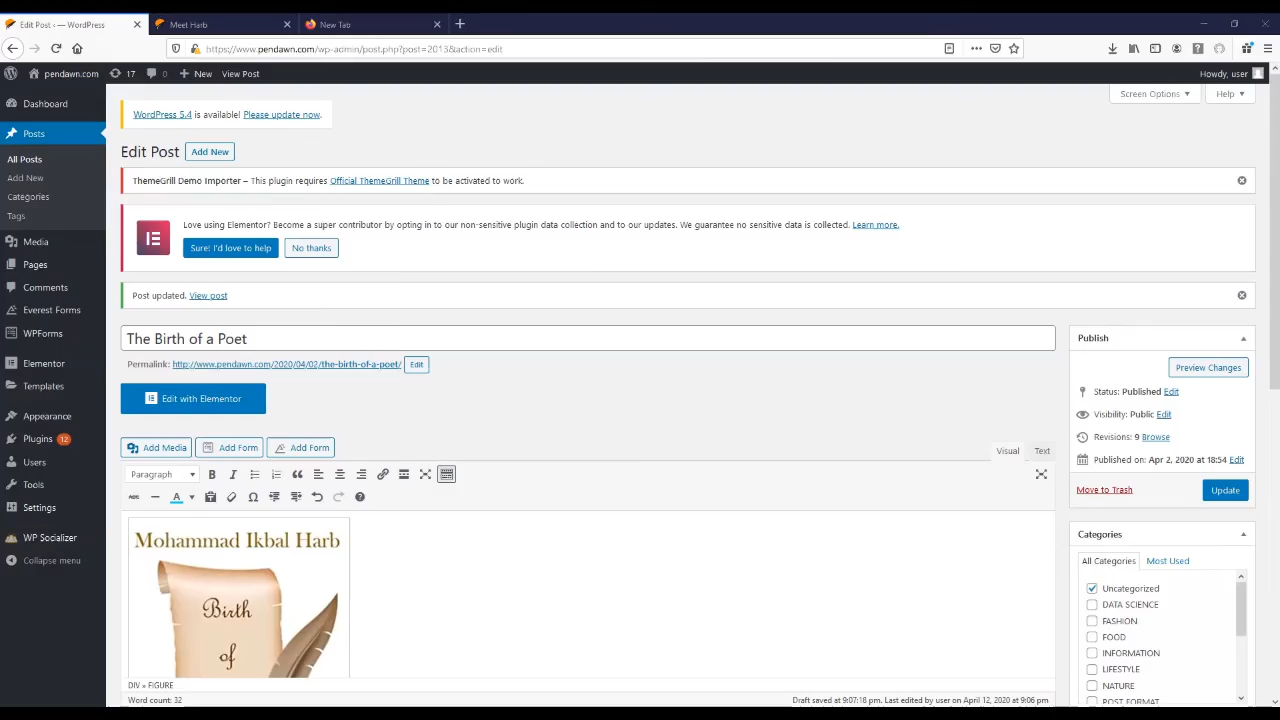 Edit Post ‹ — WordPress
Meet Harb
New Tab
https://www.pendawn.com/wp-admin/post.php?post=2013&action=edit
pendawn.com
17
0
New
View Post
Howdy, user
Screen Options
Help
Dashboard
Posts
All Posts
Add New
Categories
Tags
Media
Pages
Comments
Everest Forms
WPForms
Elementor
Templates
Appearance
Plugins 12
Users
Tools
Settings
WP Socializer
Collapse menu
WordPress 5.4 is available! Please update now.
Edit Post Add New
ThemeGrill Demo Importer – This plugin requires Official ThemeGrill Theme to be activated to work.
Love using Elementor? Become a super contributor by opting in to our non-sensitive plugin data collection and to our updates. We guarantee no sensitive data is collected. Learn more.
Sure! I'd love to help
No thanks
Post updated. View post
The Birth of a Poet
Permalink: http://www.pendawn.com/2020/04/02/the-birth-of-a-poet/ Edit
Edit with Elementor
Add Media
Add Form
Add Form
Visual
Text
Paragraph
B
I
ABC
A
Mohammad Ikbal Harb
Birth
of
DIV » FIGURE
Word count: 32
Draft saved at 9:07:18 pm. Last edited by user on April 12, 2020 at 9:06 pm
Publish
Preview Changes
Status: Published Edit
Visibility: Public Edit
Revisions: 9 Browse
Published on: Apr 2, 2020 at 18:54 Edit
Move to Trash
Update
Categories
All Categories
Most Used
Uncategorized
DATA SCIENCE
FASHION
FOOD
INFORMATION
LIFESTYLE
NATURE
POST FORMAT